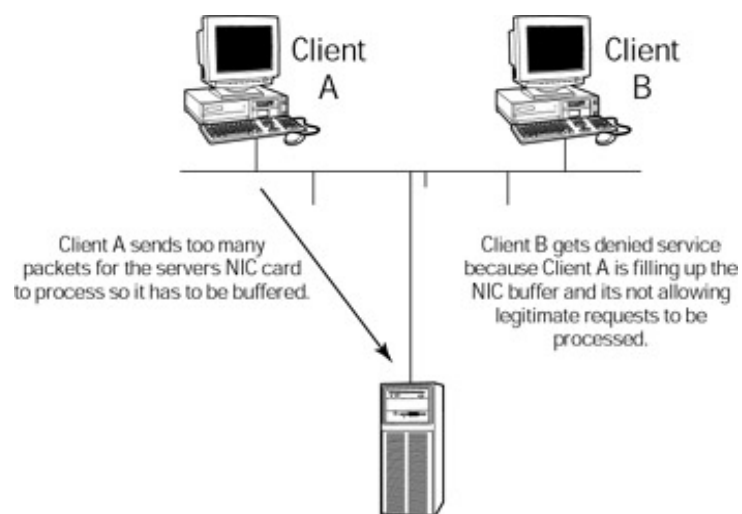 Client
A
Client
B
Client A sends too many
packets for the servers NIC card
to process so it has to be buffered.
Client B gets denied service
because Client A is filling up the
NIC buffer and its not allowing
legitimate requests to be
processed.